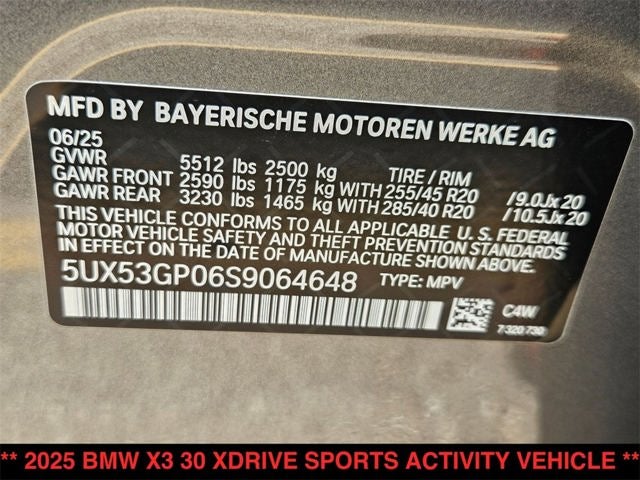 MFD BY BAYERISCHE MOTOREN WERKE AG
06/25
GVWR 5512 lbs 2500 kg TIRE / RIM
GAWR FRONT 2590 lbs 1175 kg WITH 255/45 R20 /9.0Jx20
GAWR REAR 3230 lbs 1465 kg WITH 285/40 R20 /10.5Jx20
THIS VEHICLE CONFORMS TO ALL APPLICABLE U. S. FEDERAL
MOTOR VEHICLE SAFETY AND THEFT PREVENTION STANDARDS
IN EFFECT ON THE DATE OF MANUFACTURE SHOWN ABOVE.
5UX53GP06S9064648 TYPE: MPV
C4W
7320730
** 2025 BMW X3 30 XDRIVE SPORTS ACTIVITY VEHICLE **